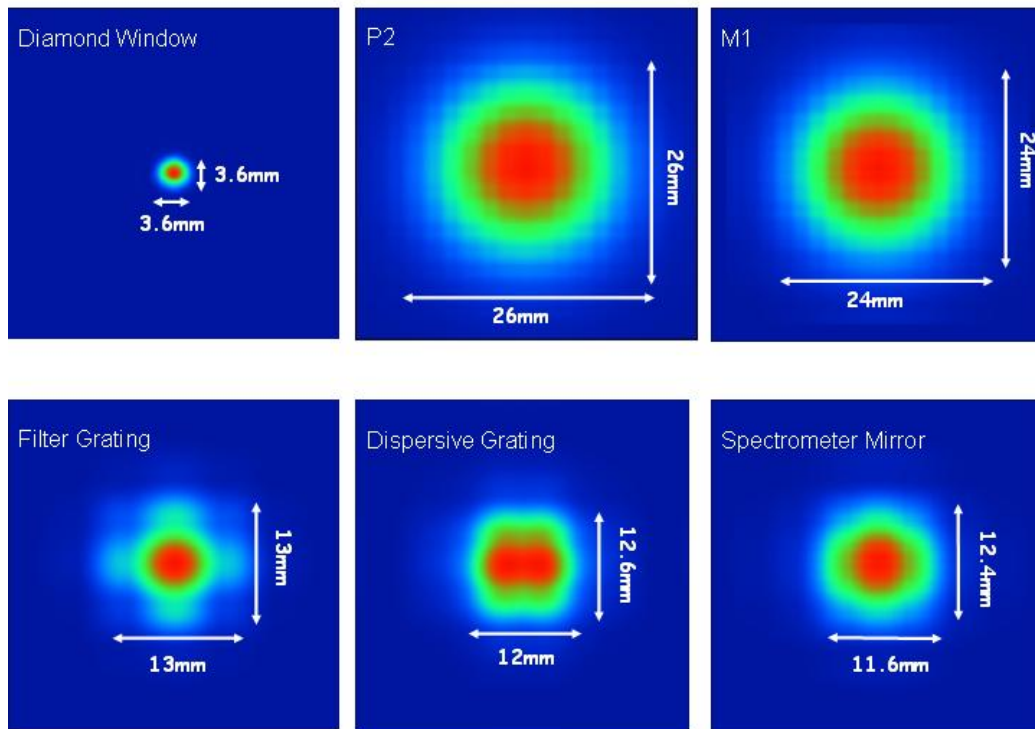 Diamond Window
3.6mm
3.6mm
P2
26mm
26mm
M1
24mm
24mm
Filter Grating
13mm
13mm
Dispersive Grating
12.6mm
12mm
Spectrometer Mirror
12.4mm
11.6mm